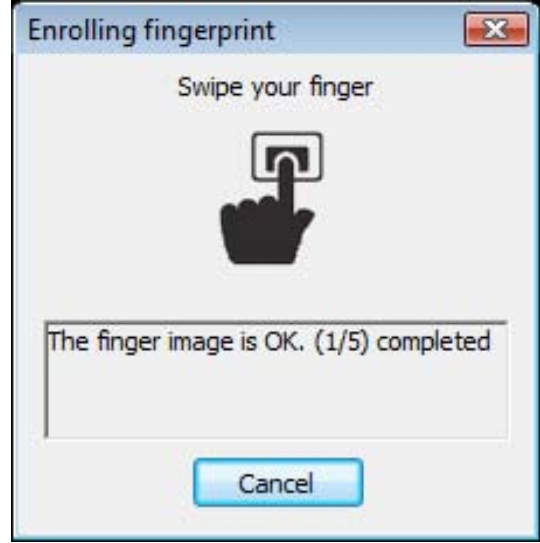 Enrolling fingerprint
Swipe your finger
The finger image is OK. (1/5) completed
Cancel